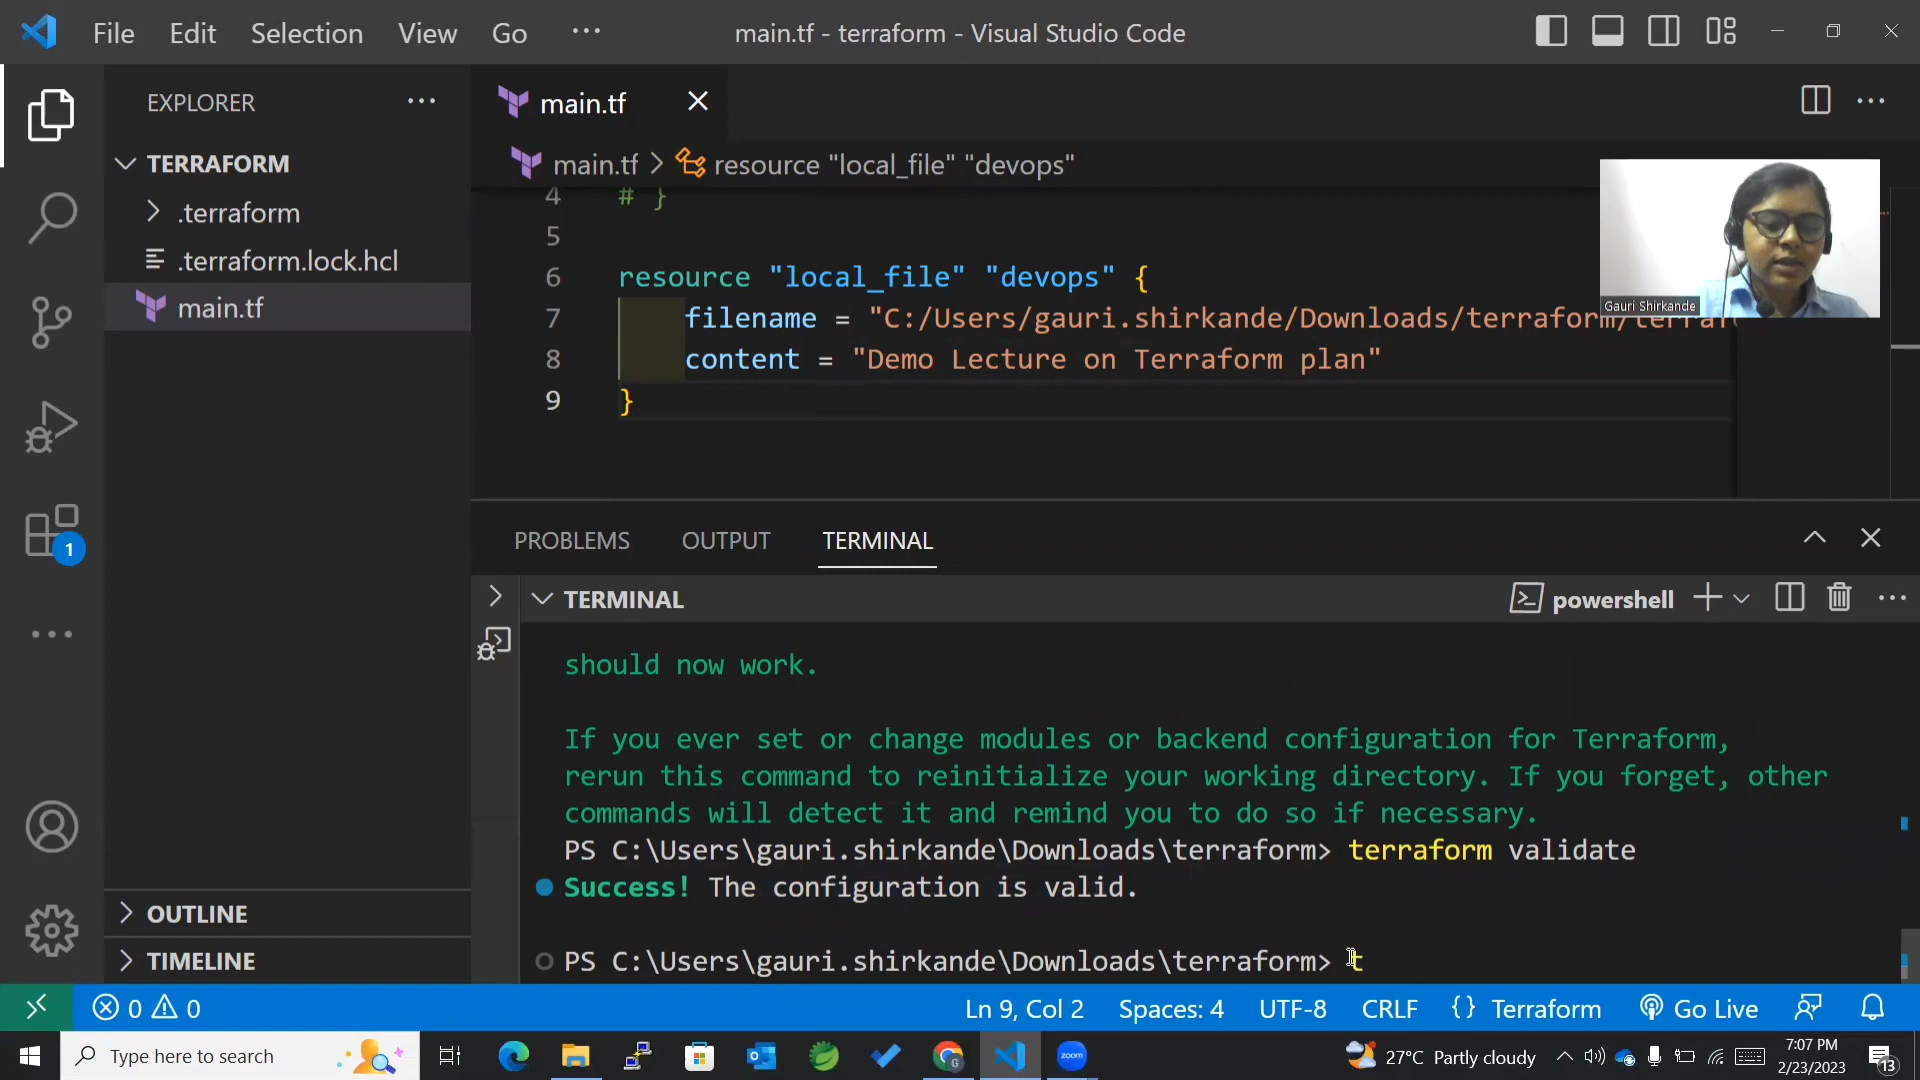 File Edit Selection View Go ··· main.tf - terraform - Visual Studio Code
EXPLORER ···
main.tf
···
TERRAFORM
main.tf > resource "local_file" "devops"
.terraform
4 # }
5
.terraform.lock.hcl
6 resource "local_file" "devops" {
main.tf
Gauri Shirkande
7 filename = "C:/Users/gauri.shirkande/Downloads/terraform/
8 content = "Demo Lecture on Terraform plan"
9 }
PROBLEMS OUTPUT TERMINAL
1
TERMINAL
powershell
should now work.
If you ever set or change modules or backend configuration for Terraform,
rerun this command to reinitialize your working directory. If you forget, other
commands will detect it and remind you to do so if necessary.
PS C:\Users\gauri.shirkande\Downloads\terraform> terraform validate
Success! The configuration is valid.
PS C:\Users\gauri.shirkande\Downloads\terraform> t
OUTLINE
TIMELINE
0 0 Ln 9, Col 2 Spaces: 4 UTF-8 CRLF {} Terraform Go Live
Type here to search
zoom
27°C Partly cloudy
7:07 PM
2/23/2023
13